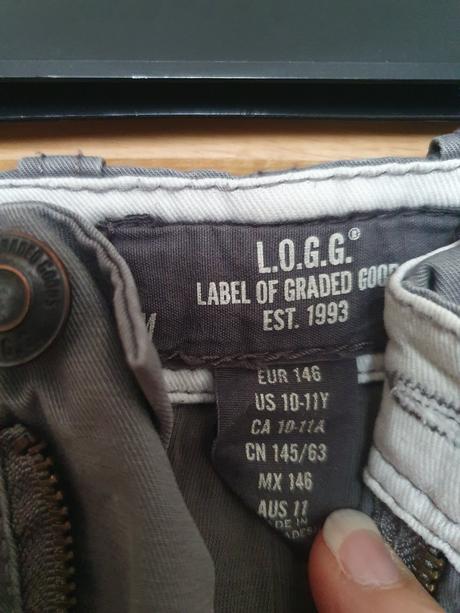 L.O.G.G.®
LABEL OF GRADED
EST. 1993
EUR 146
US 10-11Y
CA 10-11A
CN 145/63
MX 146
AUS 11